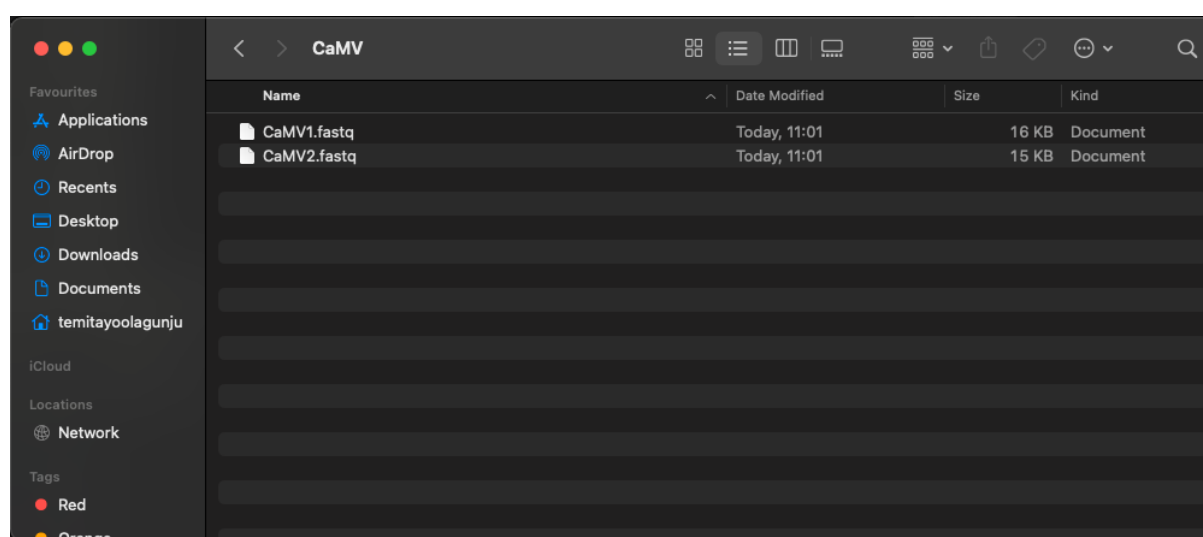 CaMV
Favourites
Applications
AirDrop
Recents
Desktop
Downloads
Documents
temitayoolagunju
iCloud
Locations
Network
Tags
Red
Orange
Name Date Modified Size Kind
CaMV1.fastq Today, 11:01 16 KB Document
CaMV2.fastq Today, 11:01 15 KB Document